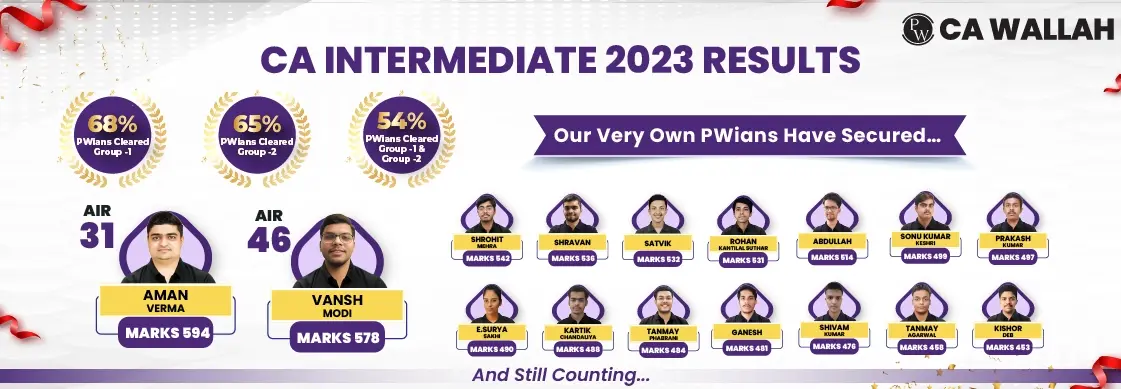 PW CA WALLAH
CA INTERMEDIATE 2023 RESULTS
68%
PWians Cleared
Group -1
65%
PWians Cleared
Group -2
54%
PWians Cleared
Group -1 &
Group -2
Our Very Own PWians Have Secured...
AIR
31
AMAN
VERMA
MARKS 594
AIR
46
VANSH
MODI
MARKS 578
SHROHIT
MEHRA
MARKS 542
SHRAVAN
MARKS 536
SATVIK
MARKS 532
ROHAN
KANTILAL SUTHAR
MARKS 531
ABDULLAH
MARKS 514
SONU KUMAR
KESHRI
MARKS 499
PRAKASH
KUMAR
MARKS 497
E.SURYA
SAKHI
MARKS 490
KARTIK
CHANDALIYA
MARKS 488
TANMAY
PHABRANI
MARKS 484
GANESH
MARKS 481
SHIVAM
KUMAR
MARKS 476
TANMAY
AGARWAL
MARKS 458
KISHOR
DEB
MARKS 453
And Still Counting...